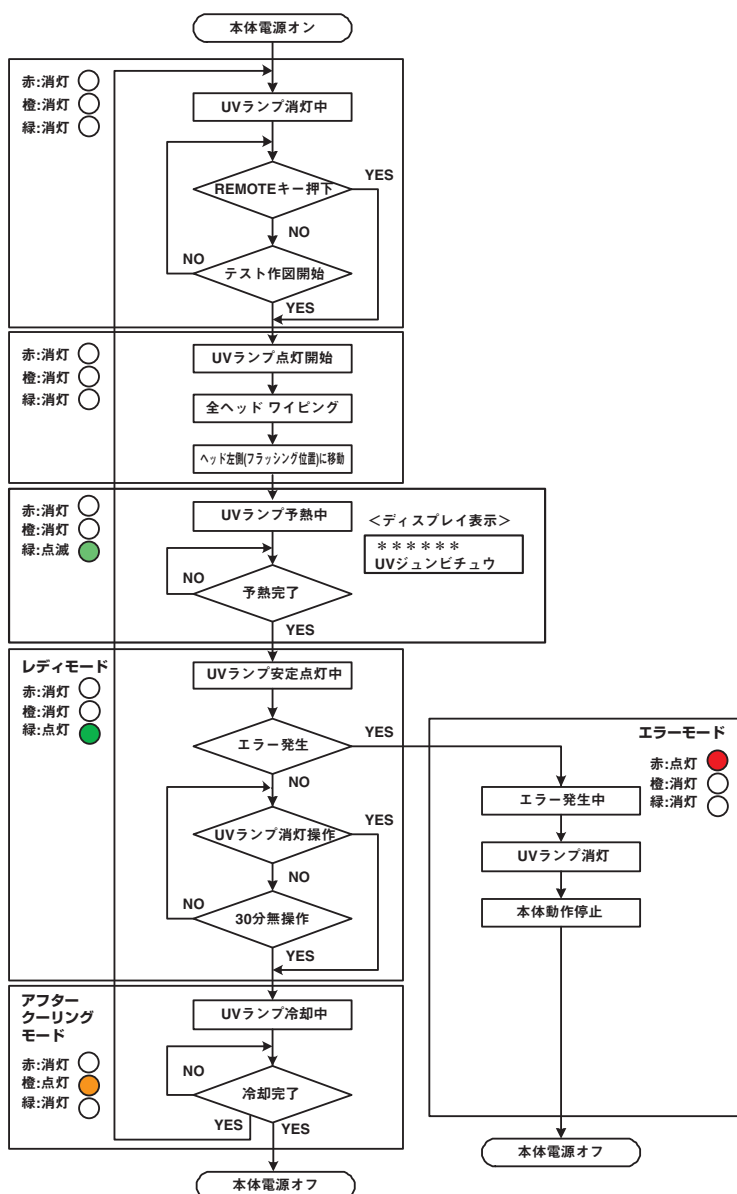 本体電源オン
赤:消灯
橙:消灯
緑:消灯
UVランプ消灯中
REMOTEキー押下
YES
NO
NO
テスト作図開始
YES
赤:消灯
橙:消灯
緑:消灯
UVランプ点灯開始
全ヘッド ワイピング
ヘッド左側(フラッシング位置)に移動
赤:消灯
橙:消灯
緑:点滅
UVランプ予熱中
<ディスプレイ表示>
******
UVジュンビチュウ
NO
予熱完了
YES
レディモード
赤:消灯
橙:消灯
緑:点灯
UVランプ安定点灯中
エラー発生
YES
NO
UVランプ消灯操作
YES
NO
NO
30分無操作
YES
エラーモード
赤:点灯
橙:消灯
緑:消灯
エラー発生中
UVランプ消灯
本体動作停止
本体電源オフ
アフター
クーリング
モード
赤:消灯
橙:点灯
緑:消灯
UVランプ冷却中
NO
冷却完了
YES
YES
本体電源オフ